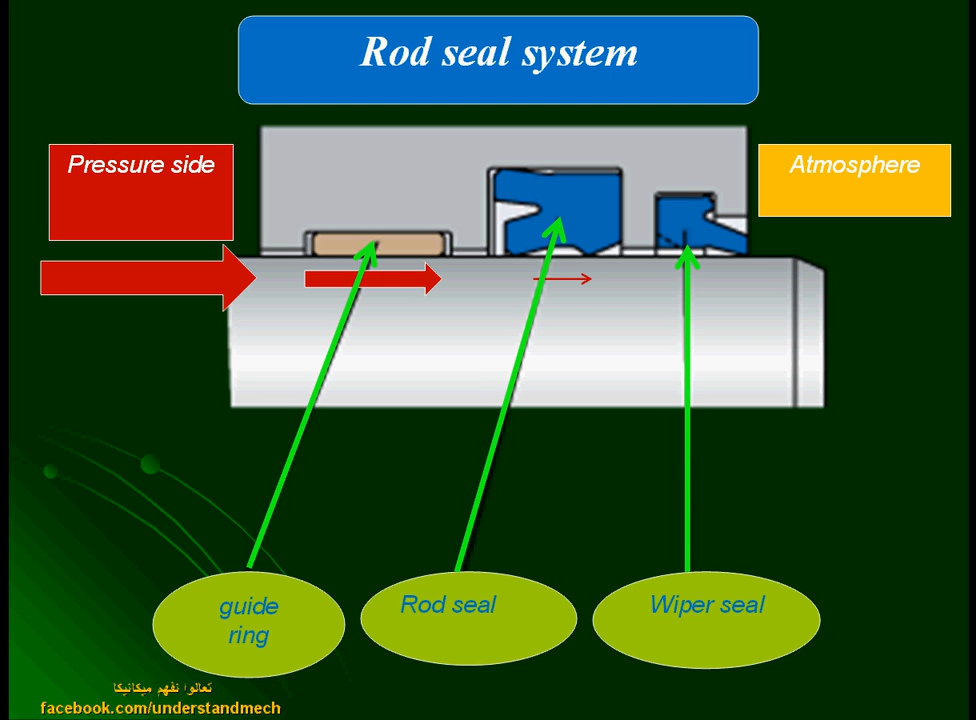 Rod seal system
Pressure side
Atmosphere
guide
ring
Rod seal
Wiper seal
تعالوا نفهم ميكانيكا
facebook.com/understandmech